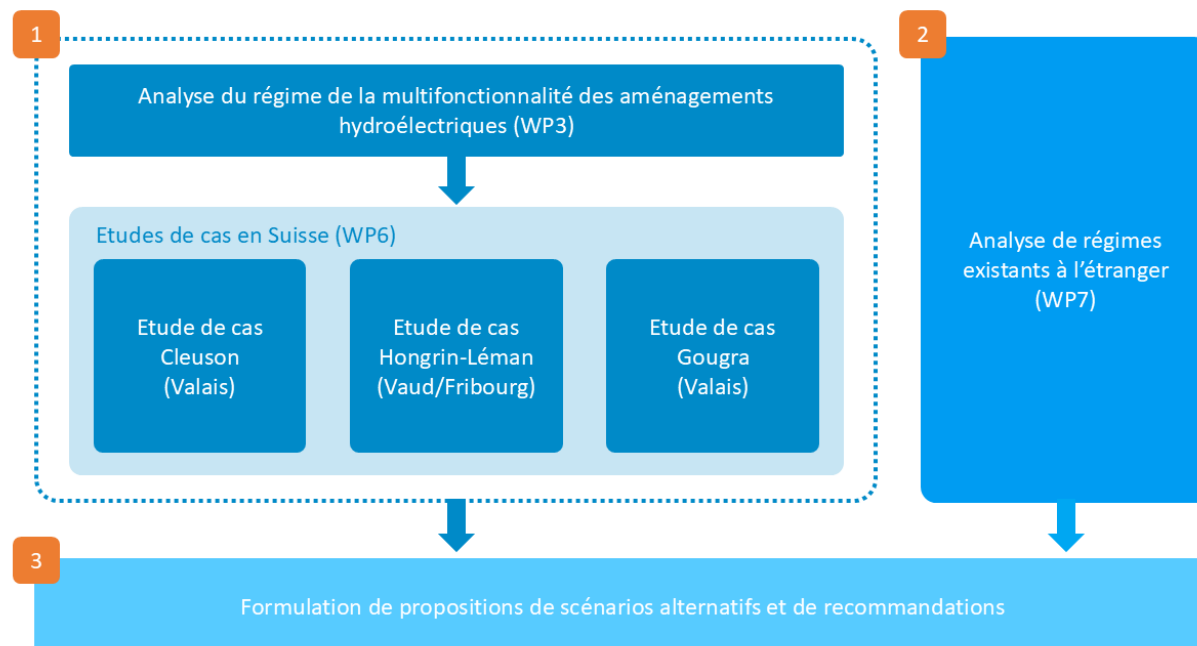 1
Analyse du régime de la multifonctionnalité des aménagements
hydroélectriques (WP3)
Etudes de cas en Suisse (WP6)
Etude de cas
Cleuson
(Valais)
Etude de cas
Hongrin-Léman
(Vaud/Fribourg)
Etude de cas
Gougra
(Valais)
2
Analyse de régimes
existants à l'étranger
(WP7)
3
Formulation de propositions de scénarios alternatifs et de recommandations